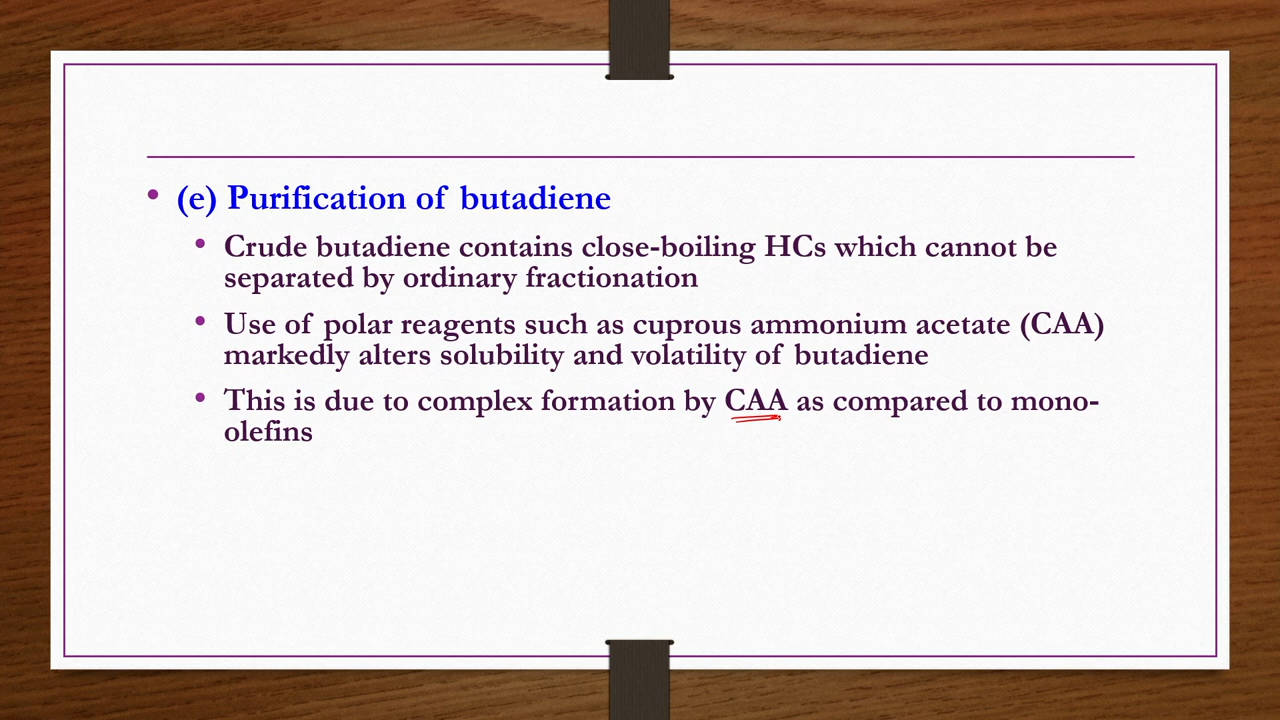 • (e) Purification of butadiene
• Crude butadiene contains close-boiling HCs which cannot be
separated by ordinary fractionation
• Use of polar reagents such as cuprous ammonium acetate (CAA)
markedly alters solubility and volatility of butadiene
• This is due to complex formation by CAA as compared to mono-
olefins